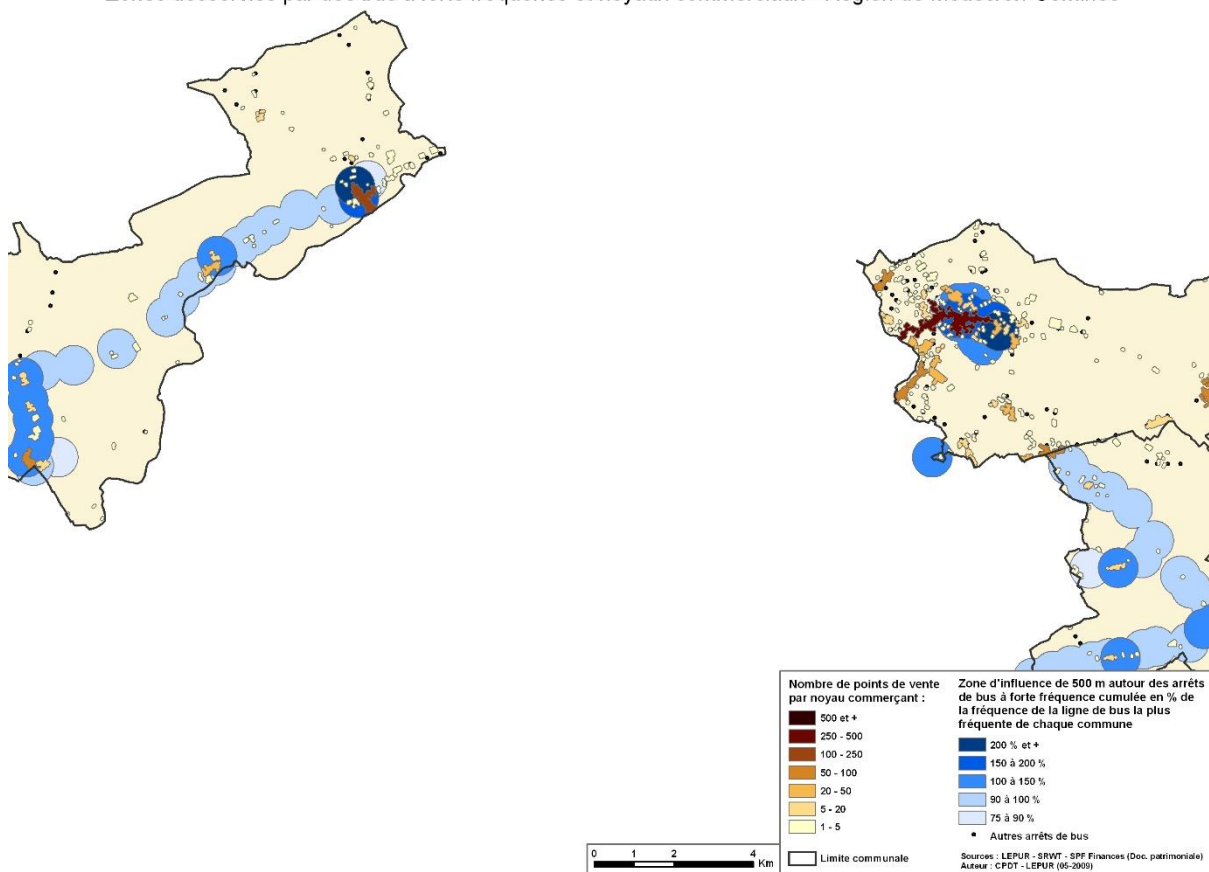 Nombre de points de vente
par noyau commerçant :
500 et +
250 - 500
100 - 250
50 - 100
20 - 50
5 - 20
1 - 5
Limite communale
Zone d'influence de 500 m autour des arrêts
de bus à forte fréquence cumulée en % de
la fréquence de la ligne de bus la plus
fréquente de chaque commune
200 % et +
150 à 200 %
100 à 150 %
90 à 100 %
75 à 90 %
Autres arrêts de bus
Sources : LEPUR - SRWT - SPF Finances (Doc. patrimoniale)
Auteur : CPDT - LEPUR (05-2009)
0 1 2 4
Km